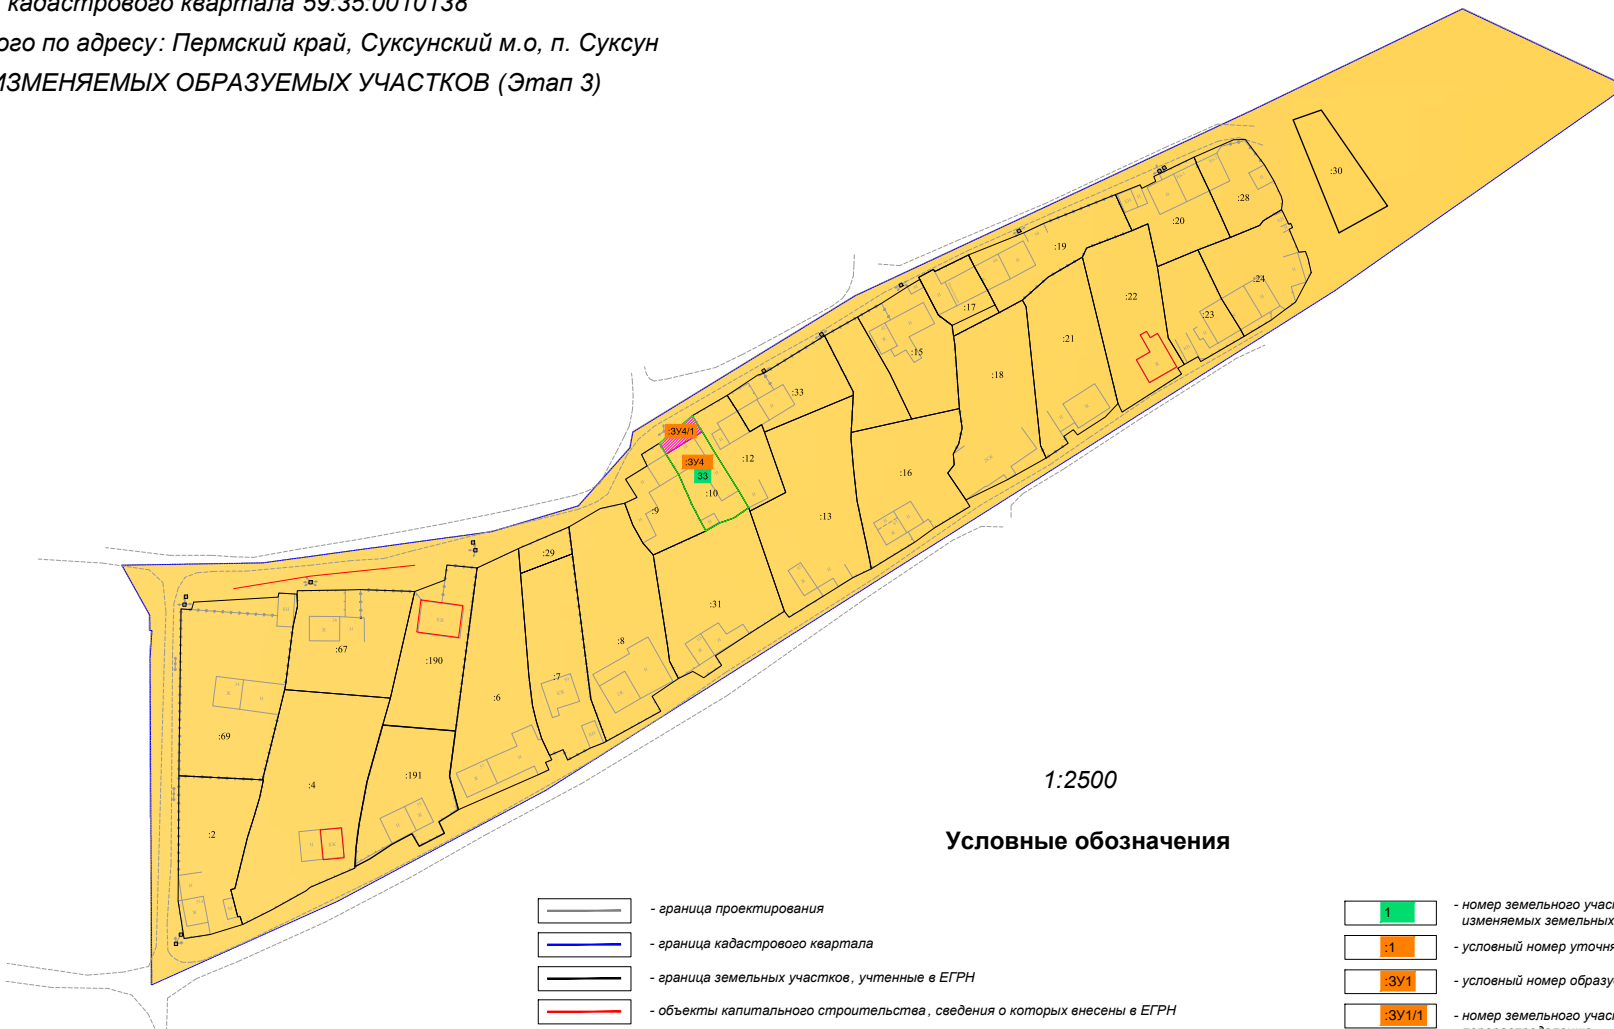 кадастрового квартала 59:35:0010138
ого по адресу: Пермский край, Суксунский м.о, п. Суксун
ИЗМЕНЯЕМЫХ ОБРАЗУЕМЫХ УЧАСТКОВ (Этап 3)
:30
:28
:20
:19
:24
:22
:17
:23
:21
:15
:18
:33
:ЗУ4/1
:12
:ЗУ4
33
:16
:10
:9
:13
:29
:31
:8
:67
:190
:7
:6
:69
:191
:4
:2
1:2500
Условные обозначения
- граница проектирования
- граница кадастрового квартала
- граница земельных участков, учтенные в ЕГРН
- объекты капитального строительства, сведения о которых внесены в ЕГРН
1
- номер земельного учас
изменяемых земельных
:1
- условный номер уточня
:ЗУ1
- условный номер образу
:ЗУ1/1
- номер земельного учас